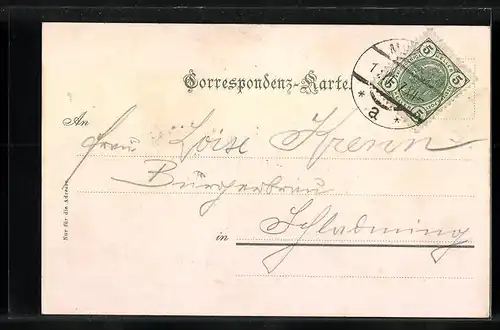 Correspondenz-Karte.
5 5
a
An
Frau Loisi Krenn
Bürgerbräu
in Schladming
Nur für die Adresse.